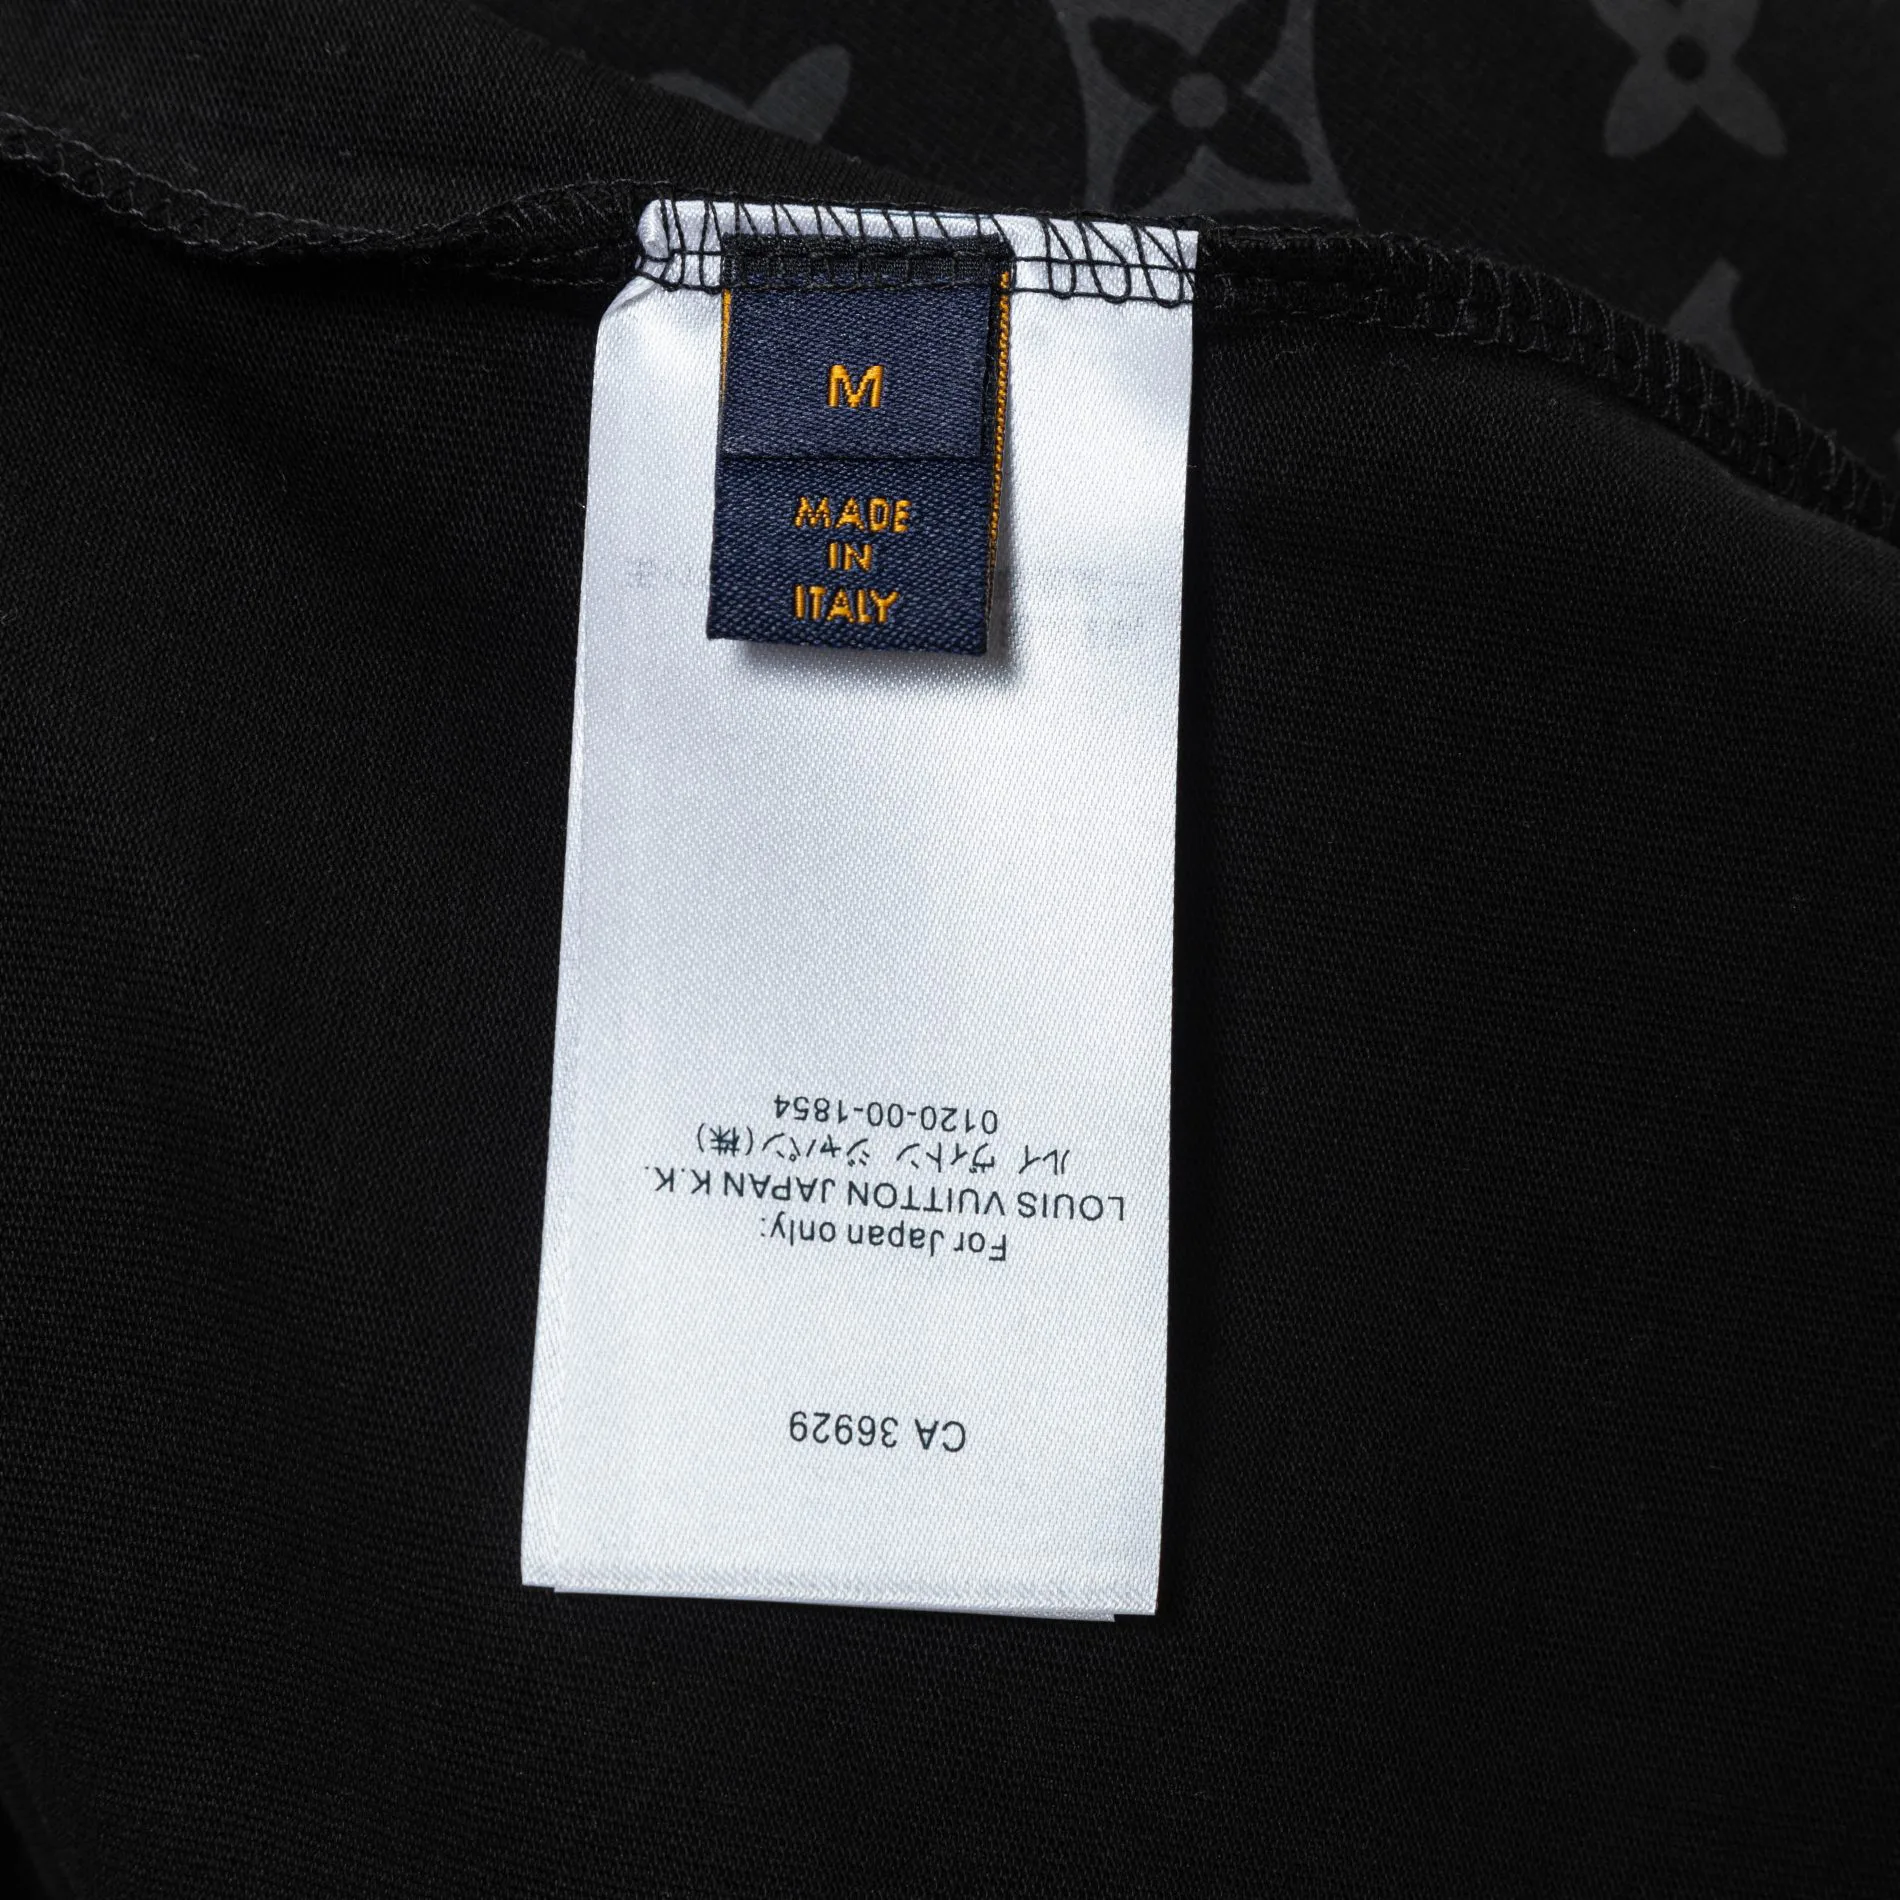 M
MADE
IN
ITALY
CA 36929
For Japan only:
LOUIS VUITTON JAPAN K.K.
ルイ ヴィトン ジャパン(株)
0120-00-1854